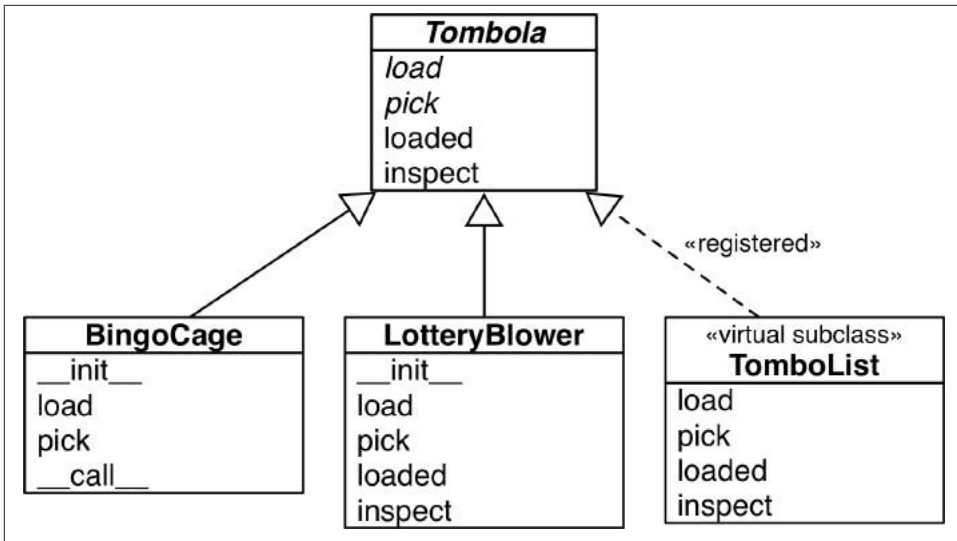 Tombola
load
pick
loaded
inspect
«registered»
BingoCage
__init__
load
pick
__call__
LotteryBlower
__init__
load
pick
loaded
inspect
«virtual subclass»
TomboList
load
pick
loaded
inspect